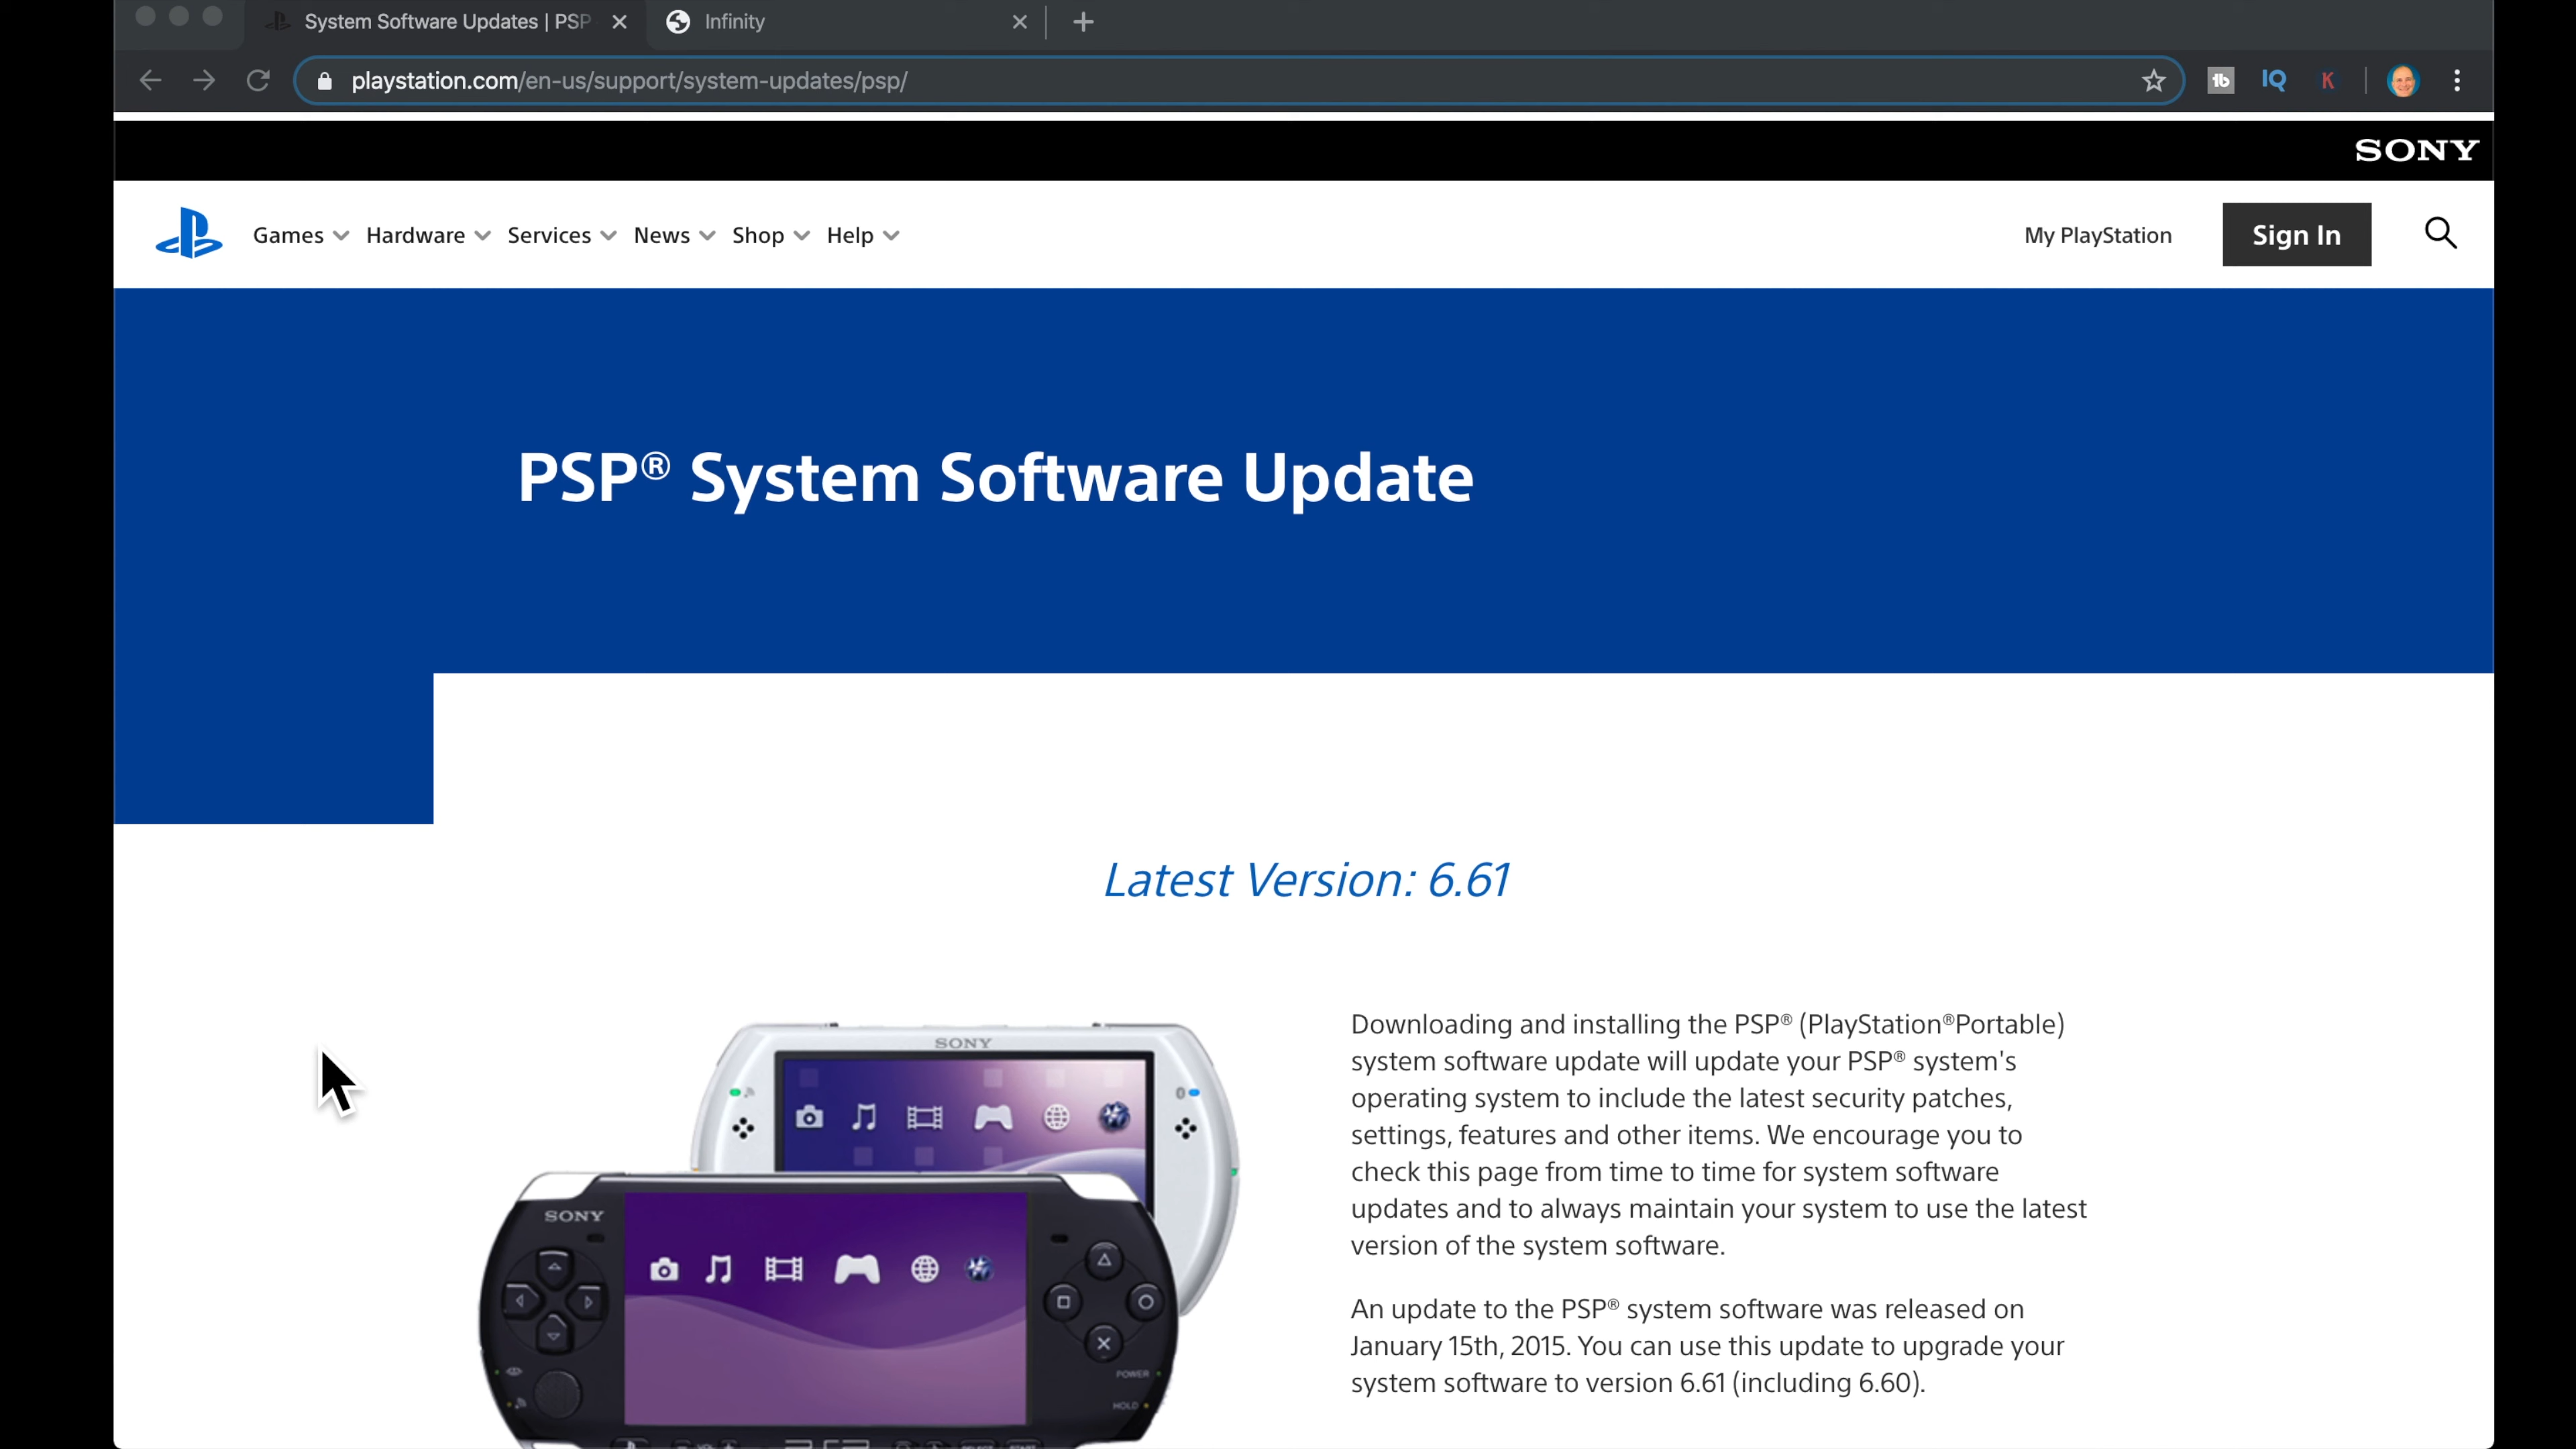 System Software Updates | PSP
Infinity
playstation.com/en-us/support/system-updates/psp/
tb IQ K
SONY
Games Hardware Services News Shop Help My PlayStation Sign In
PSP® System Software Update
Latest Version: 6.61
SONY
SONY
POWER
HOLD
Downloading and installing the PSP® (PlayStation®Portable)
system software update will update your PSP® system's
operating system to include the latest security patches,
settings, features and other items. We encourage you to
check this page from time to time for system software
updates and to always maintain your system to use the latest
version of the system software.
An update to the PSP® system software was released on
January 15th, 2015. You can use this update to upgrade your
system software to version 6.61 (including 6.60).